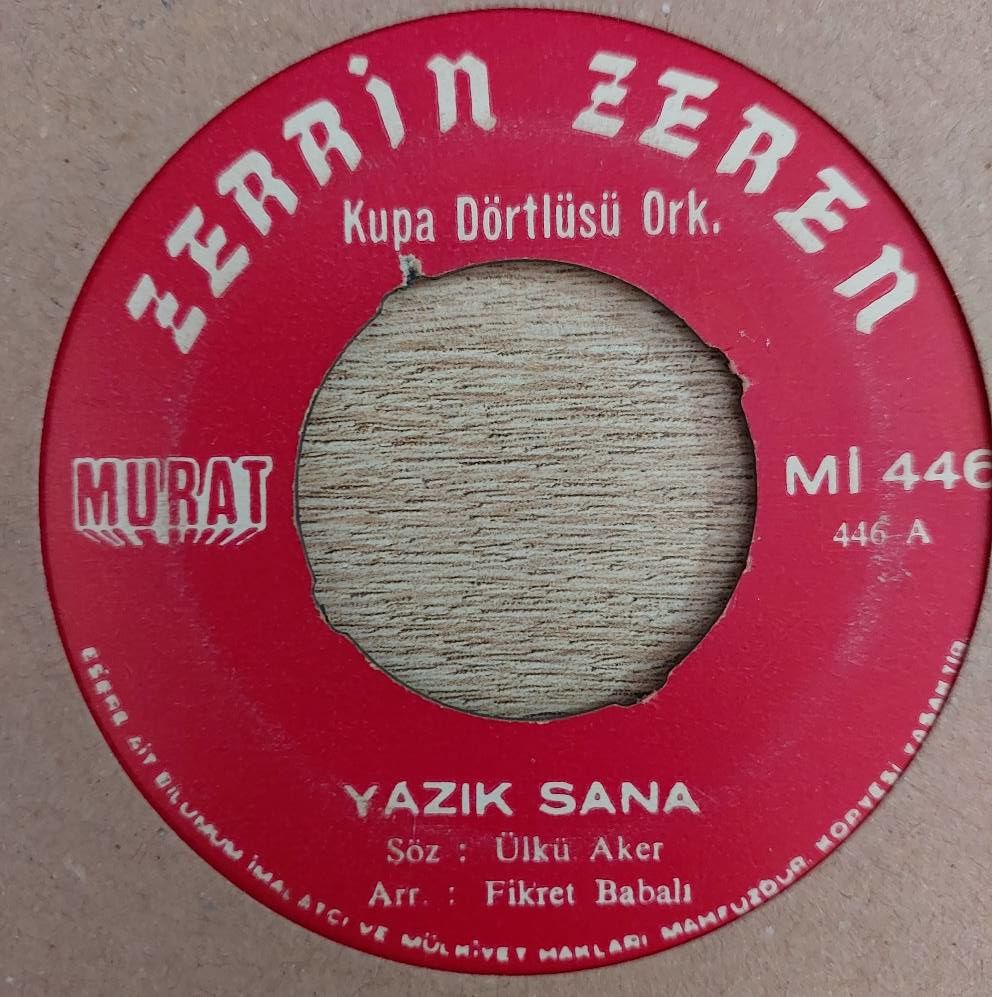 ZERRİN ZEREN
Kupa Dörtlüsü Ork.
MURAT
Mİ 446
446 A
YAZIK SANA
Söz : Ülkü Aker
Arr. : Fikret Babalı
ESERE AİT BİLUMUM İMALATÇI VE MÜLKİYET HAKLARI MAHFUZDUR. KOPYESİ YASAKTIR